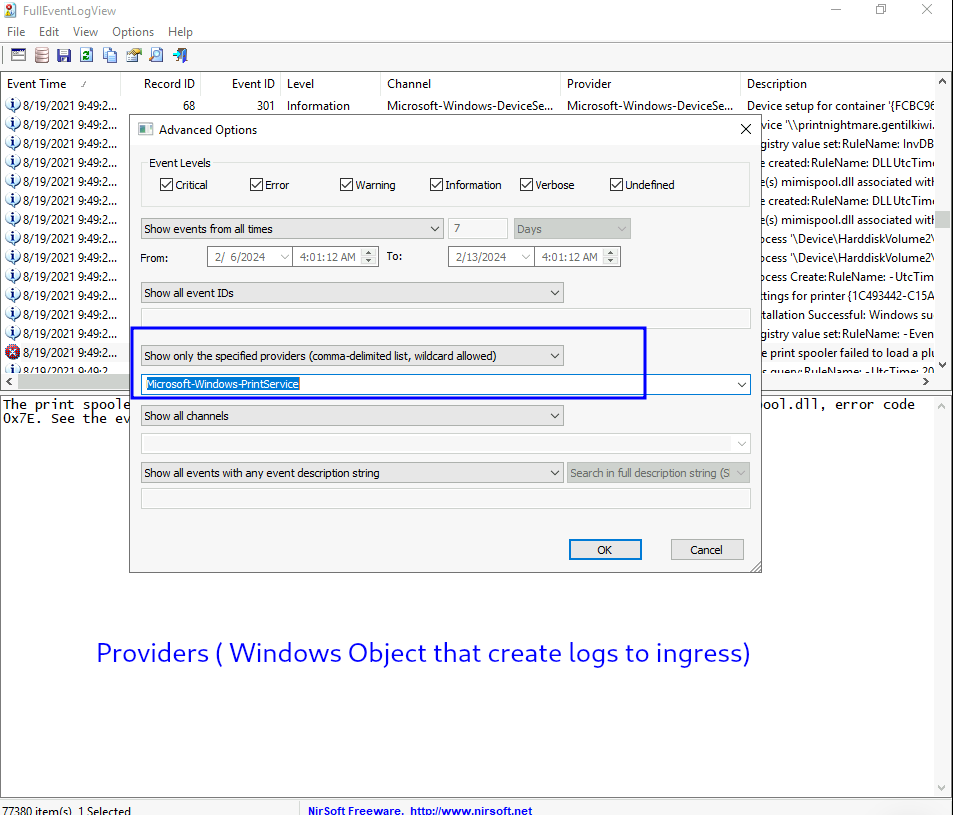 FullEventLogView
File Edit View Options Help
Event Time Record ID Event ID Level Channel Provider Description
8/19/2021 9:49:2... 68 301 Information Microsoft-Windows-DeviceSe... Microsoft-Windows-DeviceSe... Device setup for container '{FCBC96
8/19/2021 9:49:2... vice '\\printnightmare.gentilkiwi.
8/19/2021 9:49:2... gistry value set:RuleName: InvDB
8/19/2021 9:49:2... e created:RuleName: DLLUtcTime
8/19/2021 9:49:2... e(s) mimispool.dll associated with
8/19/2021 9:49:2... e created:RuleName: DLLUtcTime
8/19/2021 9:49:2... e(s) mimispool.dll associated with
8/19/2021 9:49:2... ocess '\Device\HarddiskVolume2\
8/19/2021 9:49:2... ocess '\Device\HarddiskVolume2\
8/19/2021 9:49:2... ocess Create:RuleName: -UtcTim
8/19/2021 9:49:2... ttings for printer {1C493442-C15A
8/19/2021 9:49:2... tallation Successful: Windows su
8/19/2021 9:49:2... gistry value set:RuleName: -Even
8/19/2021 9:49:2... e print spooler failed to load a plu
8/19/2021 9:49:2... s query:RuleName: -UtcTime: 20
Advanced Options
Event Levels
Critical Error Warning Information Verbose Undefined
Show events from all times 7 Days
From: 2/ 6/2024 4:01:12 AM To: 2/13/2024 4:01:12 AM
Show all event IDs
Show only the specified providers (comma-delimited list, wildcard allowed)
Microsoft-Windows-PrintService
Show all channels
Show all events with any event description string Search in full description string (S
OK Cancel
The print spoole ool.dll, error code
0x7E. See the ev
Providers ( Windows Object that create logs to ingress)
77380 item(s), 1 Selected NirSoft Freeware. http://www.nirsoft.net